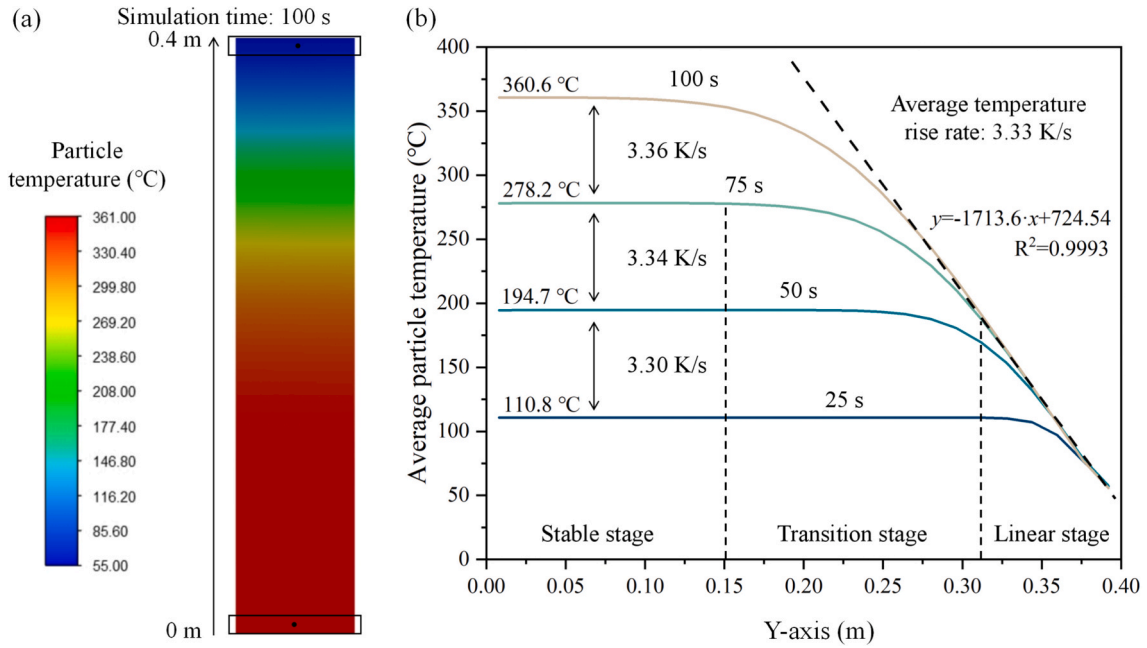 (a)
Simulation time: 100 s
0.4 m
Particle
temperature (℃)
361.00
330.40
299.80
269.20
238.60
208.00
177.40
146.80
116.20
85.60
55.00
0 m
(b)
Average particle temperature (℃)
400
350
300
250
200
150
100
50
0
360.6 ℃
100 s
Average temperature
rise rate: 3.33 K/s
3.36 K/s
278.2 ℃
75 s
y=-1713.6·x+724.54
R²=0.9993
3.34 K/s
194.7 ℃
50 s
3.30 K/s
110.8 ℃
25 s
Stable stage
Transition stage
Linear stage
0.00
0.05
0.10
0.15
0.20
0.25
0.30
0.35
0.40
Y-axis (m)